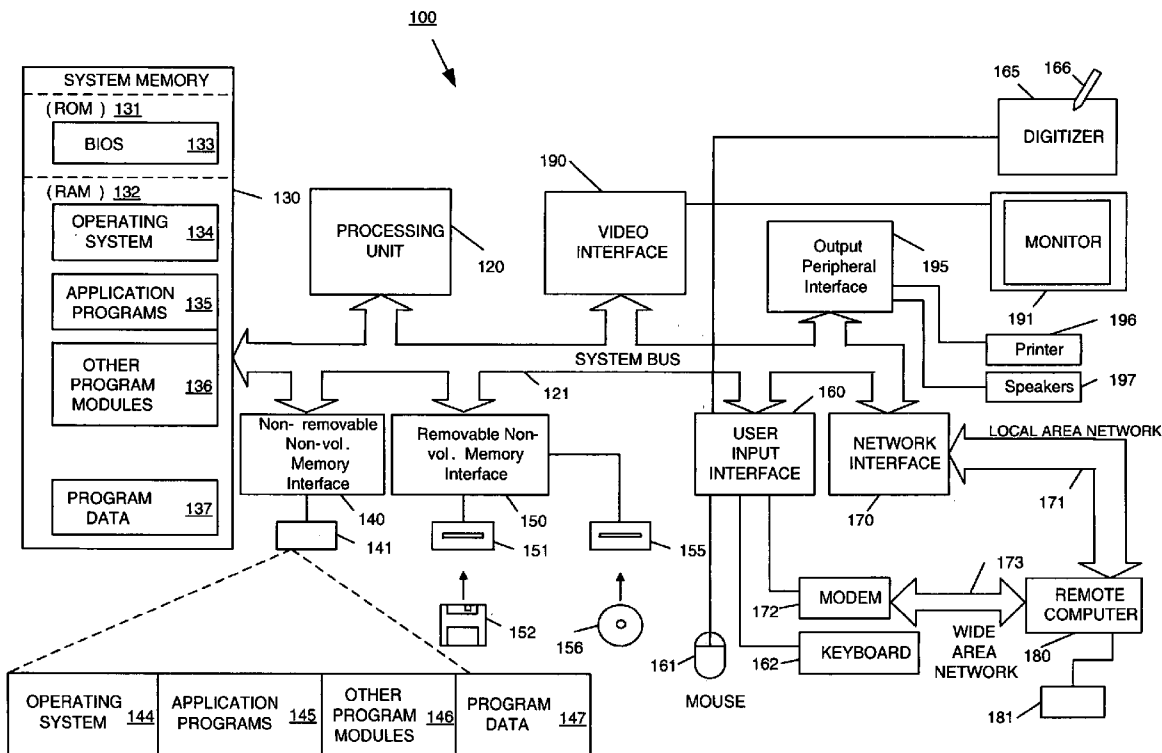 100
SYSTEM MEMORY
(ROM ) 131
BIOS 133
(RAM ) 132
OPERATING
SYSTEM 134
APPLICATION
PROGRAMS 135
OTHER
PROGRAM
MODULES 136
PROGRAM
DATA 137
130
PROCESSING
UNIT
120
190
VIDEO
INTERFACE
Output
Peripheral
Interface
195
165
166
DIGITIZER
MONITOR
191
196
Printer
Speakers
197
SYSTEM BUS
121
Non- removable
Non-vol.
Memory
Interface
140
141
Removable Non-
vol. Memory
Interface
150
151
155
152
156
160
USER
INPUT
INTERFACE
NETWORK
INTERFACE
170
LOCAL AREA NETWORK
171
173
MODEM
172
REMOTE
COMPUTER
180
WIDE
AREA
NETWORK
KEYBOARD
162
161
MOUSE
181
OPERATING
SYSTEM 144
APPLICATION
PROGRAMS 145
OTHER
PROGRAM
MODULES 146
PROGRAM
DATA 147